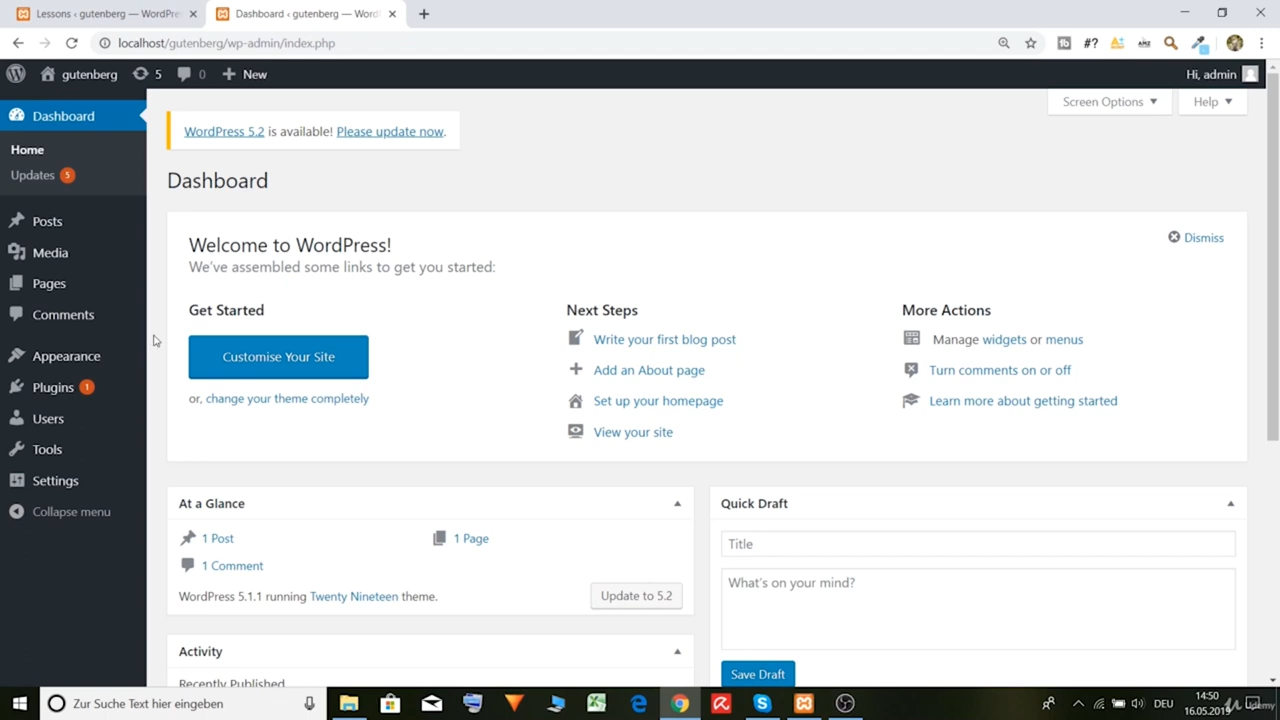 Lessons ‹ gutenberg — WordPre
Dashboard ‹ gutenberg — Word
localhost/gutenberg/wp-admin/index.php
#?
gutenberg
5
0
New
Hi, admin
Dashboard
Screen Options
Help
WordPress 5.2 is available! Please update now.
Home
Updates 5
Dashboard
Posts
Media
Pages
Comments
Appearance
Plugins 1
Users
Tools
Settings
Collapse menu
Welcome to WordPress!
We've assembled some links to get you started:
Dismiss
Get Started
Customise Your Site
or, change your theme completely
Next Steps
Write your first blog post
Add an About page
Set up your homepage
View your site
More Actions
Manage widgets or menus
Turn comments on or off
Learn more about getting started
At a Glance
1 Post
1 Page
1 Comment
WordPress 5.1.1 running Twenty Nineteen theme.
Update to 5.2
Activity
Recently Published
Quick Draft
Title
What's on your mind?
Save Draft
Zur Suche Text hier eingeben
DEU
14:50
16.05.2019
Udemy